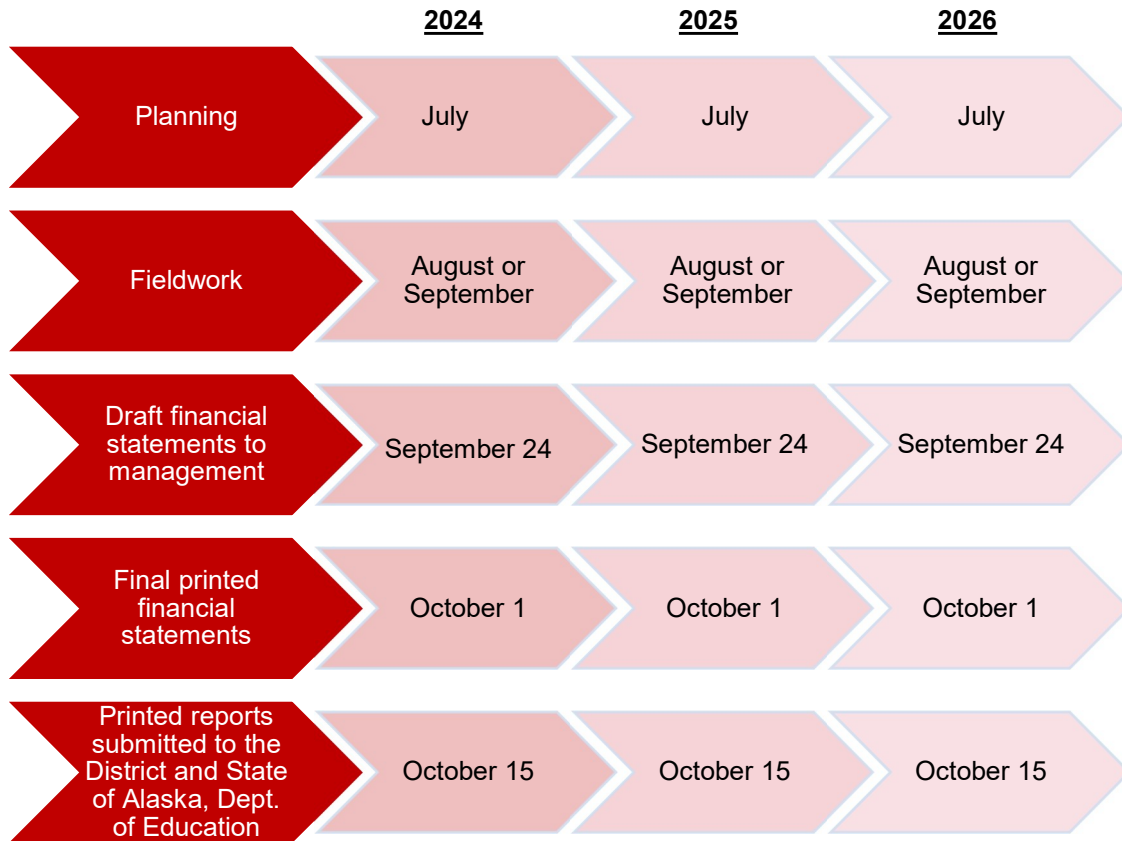 2024 2025 2026
Planning
July
July
July
Fieldwork
August or
September
August or
September
August or
September
Draft financial
statements to
management
September 24
September 24
September 24
Final printed
financial
statements
October 1
October 1
October 1
Printed reports
submitted to the
District and State
of Alaska, Dept.
of Education
October 15
October 15
October 15